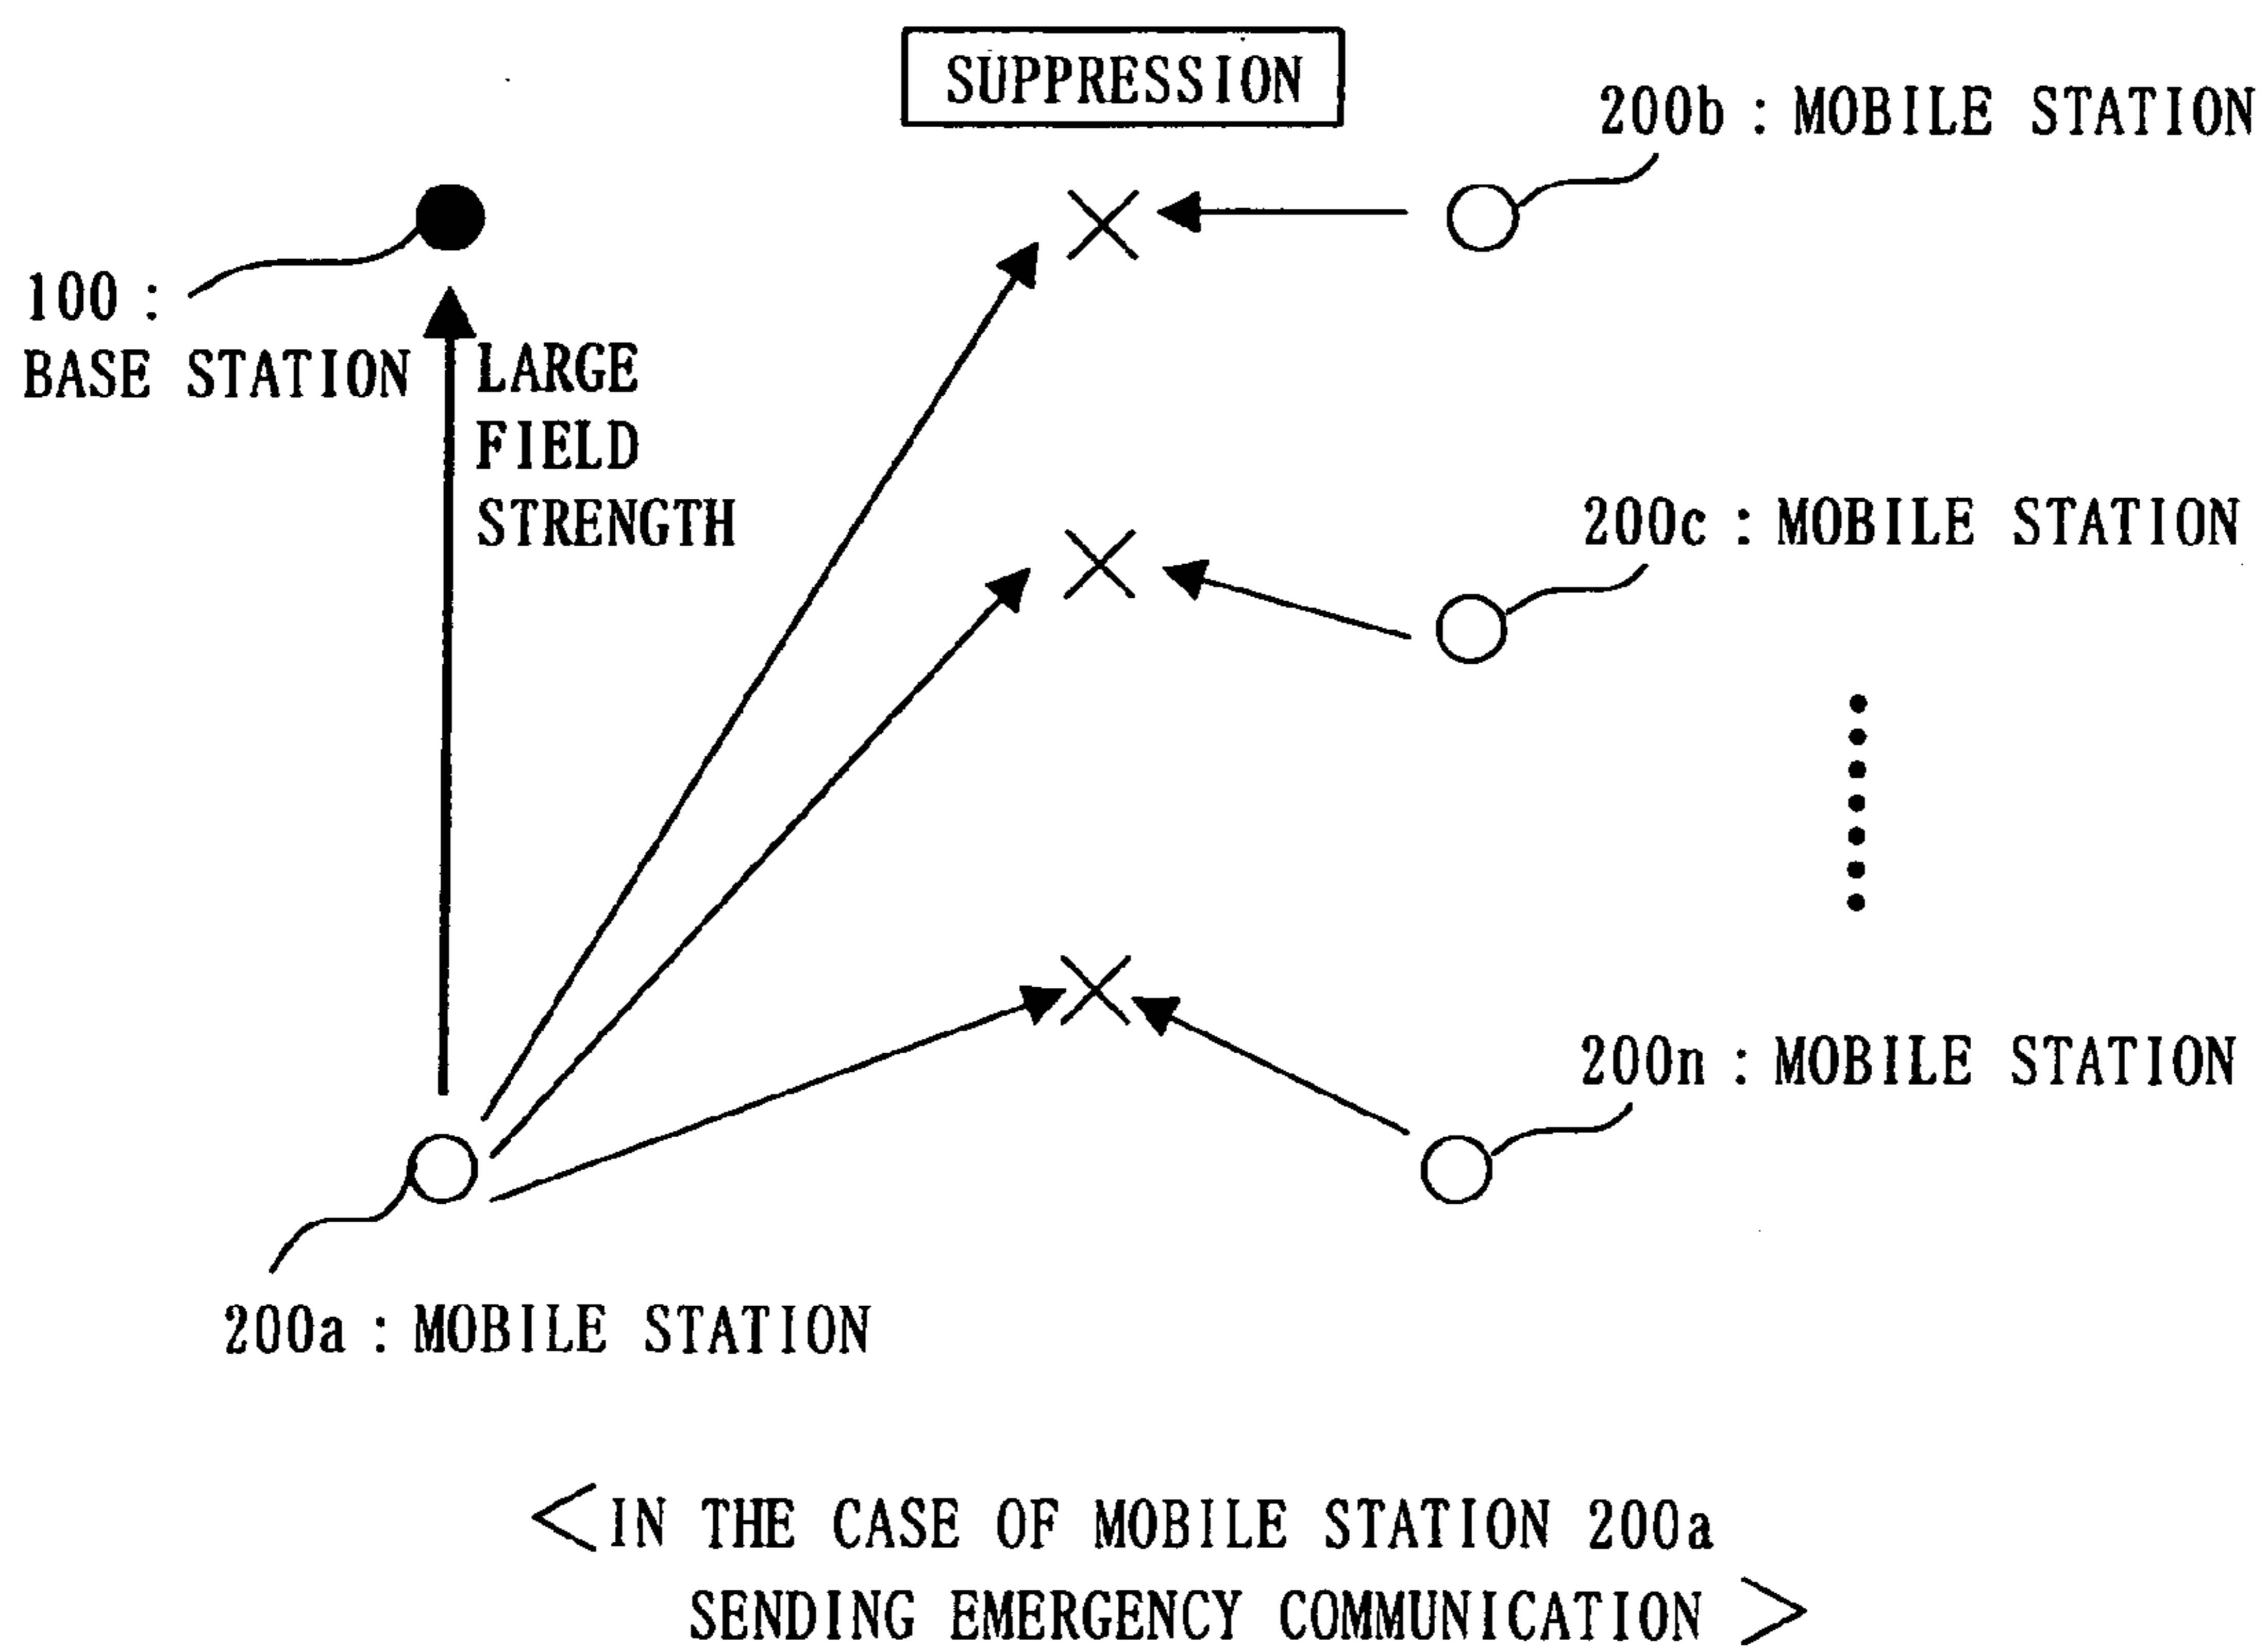 SUPPRESSION
200b : MOBILE STATION
100 :
BASE STATION
LARGE
FIELD
STRENGTH
200c : MOBILE STATION
200n : MOBILE STATION
200a : MOBILE STATION
<IN THE CASE OF MOBILE STATION 200a
SENDING EMERGENCY COMMUNICATION >